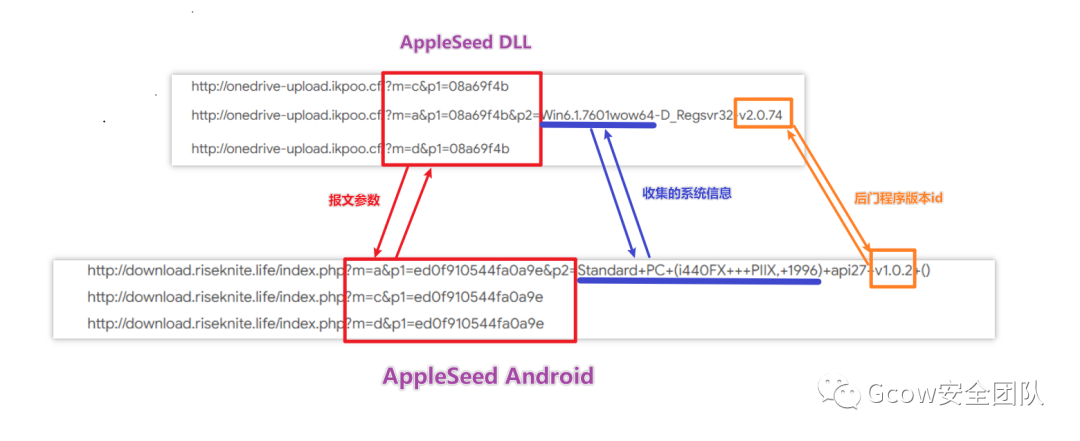 AppleSeed DLL
http://onedrive-upload.ikpoo.cf/?m=c&p1=08a69f4b
http://onedrive-upload.ikpoo.cf/?m=a&p1=08a69f4b&p2=Win6.1.7601wow64-D_Regsvr32-v2.0.74
http://onedrive-upload.ikpoo.cf/?m=d&p1=08a69f4b
报文参数
收集的系统信息
后门程序版本id
http://download.riseknite.life/index.php?m=a&p1=ed0f910544fa0a9e&p2=Standard+PC+(i440FX+++PIIX,+1996)+api27+v1.0.2+()
http://download.riseknite.life/index.php?m=c&p1=ed0f910544fa0a9e
http://download.riseknite.life/index.php?m=d&p1=ed0f910544fa0a9e
AppleSeed Android
Gcow安全团队